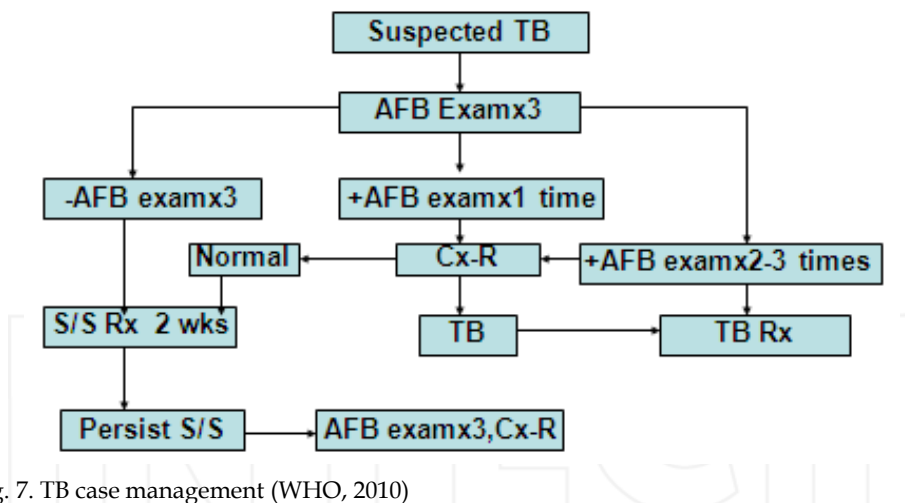 Suspected TB
AFB Examx3
-AFB examx3
+AFB examx1 time
Normal
Cx-R
+AFB examx2-3 times
S/S Rx 2 wks
TB
TB Rx
Persist S/S
AFB examx3,Cx-R
g. 7. TB case management (WHO, 2010)